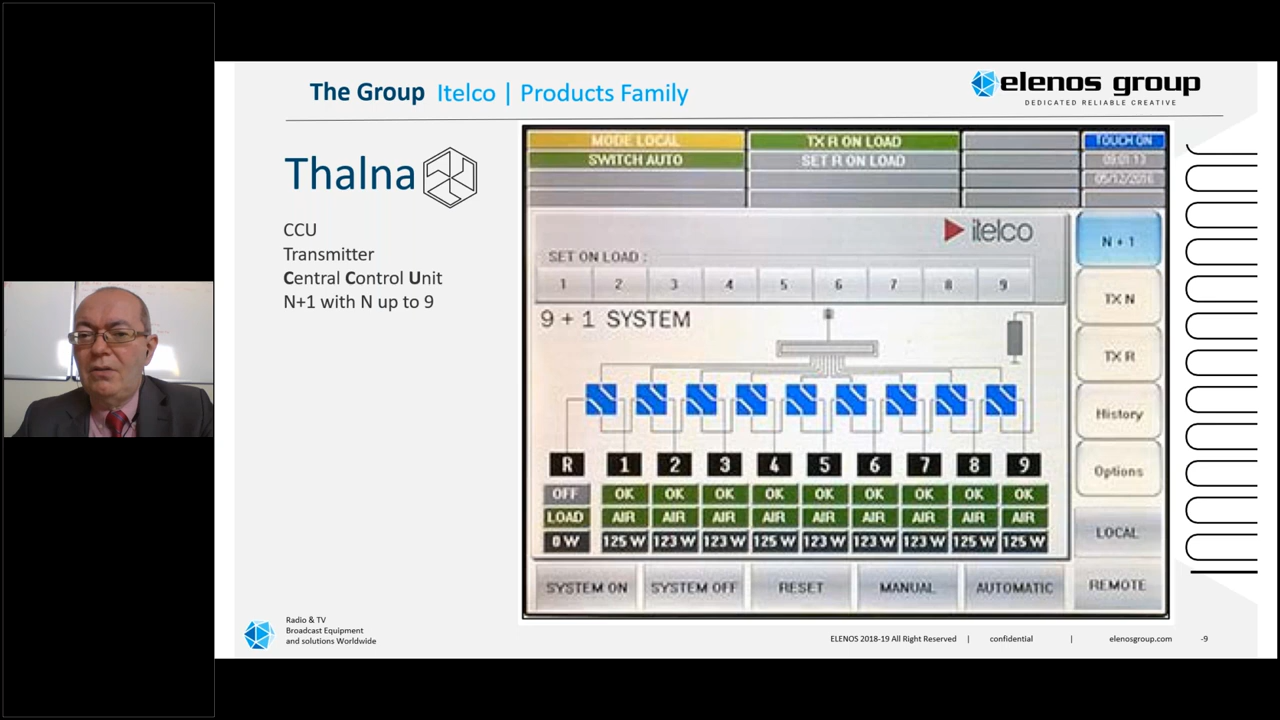 The Group Itelco | Products Family
elenos group
DEDICATED RELIABLE CREATIVE
Thalna
CCU
Transmitter
Central Control Unit
N+1 with N up to 9
MODE LOCAL TX R ON LOAD TOUCH ON
SWITCH AUTO SET R ON LOAD 09:01:13
05/12/2016
itelco
SET ON LOAD :
1 2 3 4 5 6 7 8 9
9 + 1 SYSTEM
R 1 2 3 4 5 6 7 8 9
OFF OK OK OK OK OK OK OK OK OK
LOAD AIR AIR AIR AIR AIR AIR AIR AIR AIR
0 W 125 W 123 W 123 W 125 W 123 W 123 W 123 W 125 W 125 W
SYSTEM ON SYSTEM OFF RESET MANUAL AUTOMATIC
N + 1
TX N
TX R
History
Options
LOCAL
REMOTE
Radio & TV
Broadcast Equipment
and solutions Worldwide
ELENOS 2018-19 All Right Reserved | confidential | elenosgroup.com -9